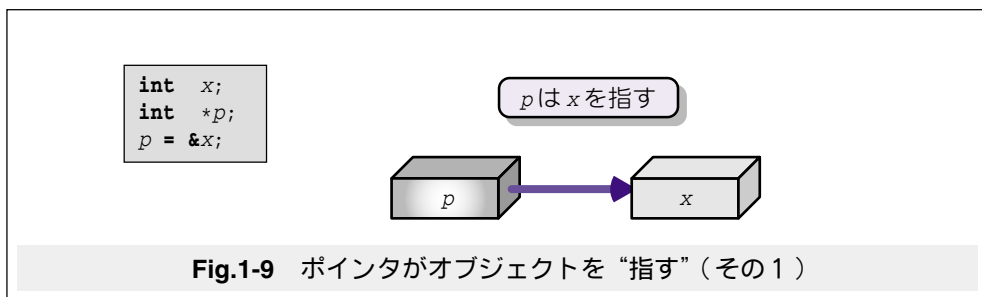 int x;
int *p;
p = &x;
pはxを指す
p
x
Fig.1-9 ポインタがオブジェクトを“指す”（その1）